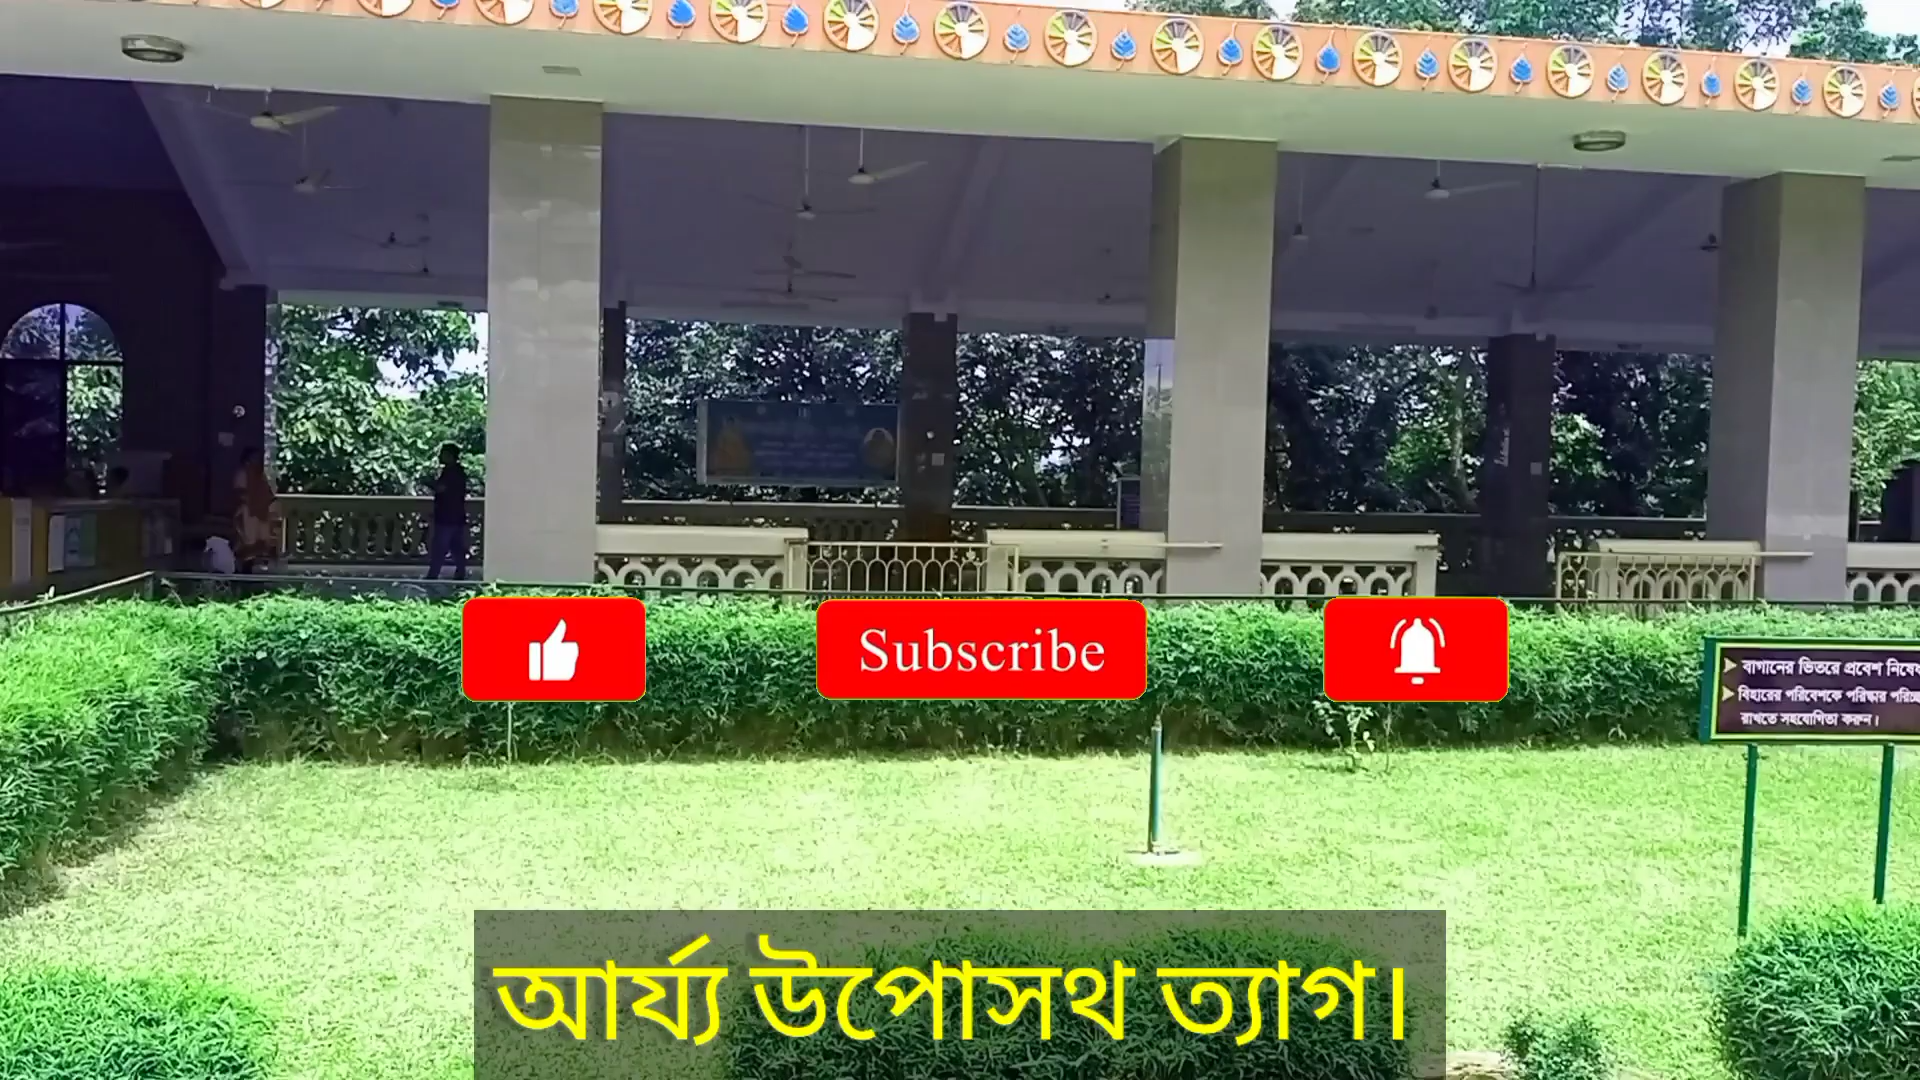 Subscribe
➤ বাগানের ভিতরে প্রবেশ
➤ বিহারের পরিবেশকে পরিষ্কার
রাখতে সহযোগিতা করুন।
আর্য্য উপোসথ ত্যাগ।